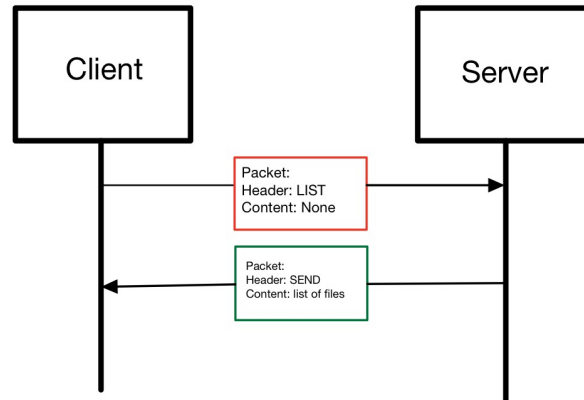 Client
Server
Packet:
Header: LIST
Content: None
Packet:
Header: SEND
Content: list of files